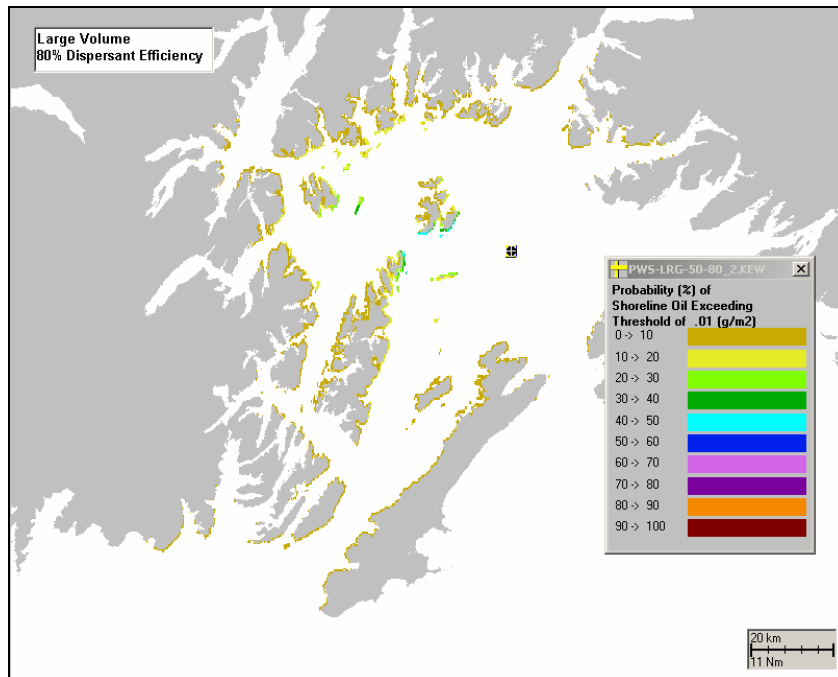 Large Volume
80% Dispersant Efficiency
PWS-LRG-50-80_2.KEW
Probability (%) of
Shoreline Oil Exceeding
Threshold of .01 (g/m2)
0 -> 10
10 -> 20
20 -> 30
30 -> 40
40 -> 50
50 -> 60
60 -> 70
70 -> 80
80 -> 90
90 -> 100
20 km
11 Nm